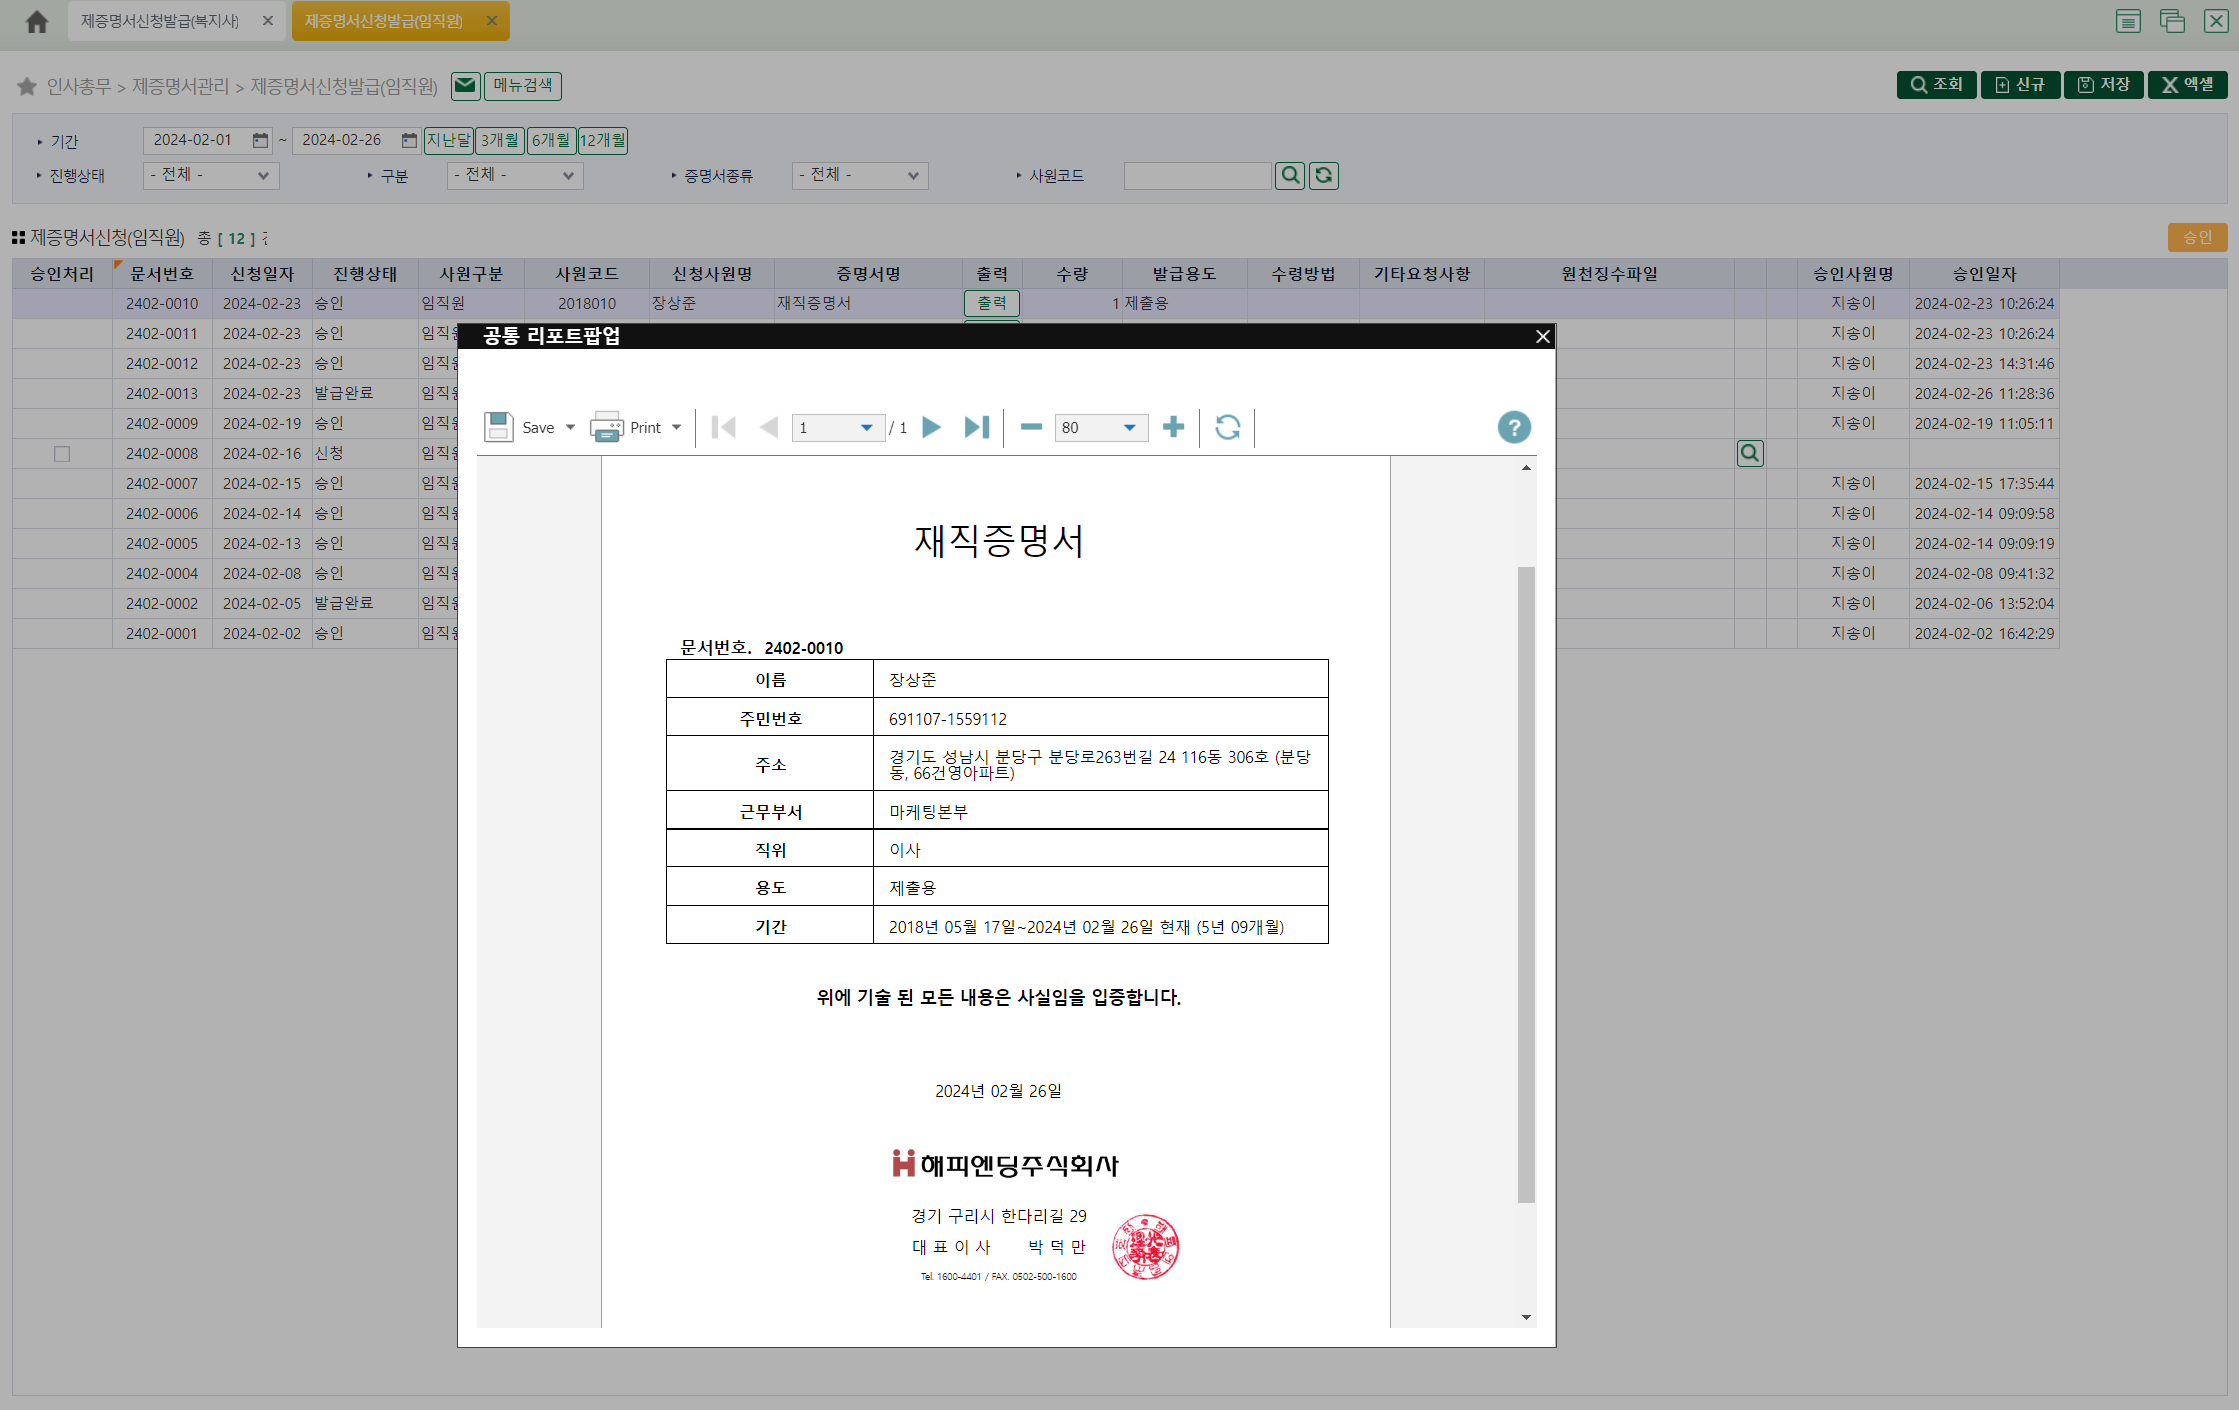 제증명서신청발급(복지사)
제증명서신청발급(임직원)
인사총무 > 제증명서관리 > 제증명서신청발급(임직원) 메뉴검색
조회 신규 저장 엑셀
기간 2024-02-01 ~ 2024-02-26 지난달 3개월 6개월 12개월
진행상태 - 전체 - 구분 - 전체 - 증명서종류 - 전체 - 사원코드
제증명서신청(임직원) 총 [ 12 ]
승인
승인처리 문서번호 신청일자 진행상태 사원구분 사원코드 신청사원명 증명서명 출력 수량 발급용도 수령방법 기타요청사항 원천징수파일 승인사원명 승인일자
2402-0010 2024-02-23 승인 임직원 2018010 장상준 재직증명서 출력 1 제출용 지송이 2024-02-23 10:26:24
2402-0011 2024-02-23 승인 임직 지송이 2024-02-23 10:26:24
2402-0012 2024-02-23 승인 임직 지송이 2024-02-23 14:31:46
2402-0013 2024-02-23 발급완료 임직 지송이 2024-02-26 11:28:36
2402-0009 2024-02-19 승인 임직 지송이 2024-02-19 11:05:11
2402-0008 2024-02-16 신청 임직
2402-0007 2024-02-15 승인 임직 지송이 2024-02-15 17:35:44
2402-0006 2024-02-14 승인 임직 지송이 2024-02-14 09:09:58
2402-0005 2024-02-13 승인 임직 지송이 2024-02-14 09:09:19
2402-0004 2024-02-08 승인 임직 지송이 2024-02-08 09:41:32
2402-0002 2024-02-05 발급완료 임직 지송이 2024-02-06 13:52:04
2402-0001 2024-02-02 승인 임직 지송이 2024-02-02 16:42:29
공통 리포트팝업
Save Print 1 / 1 80 ?
재직증명서
문서번호. 2402-0010
이름 장상준
주민번호 691107-1559112
주소 경기도 성남시 분당구 분당로263번길 24 116동 306호 (분당
동, 66건영아파트)
근무부서 마케팅본부
직위 이사
용도 제출용
기간 2018년 05월 17일~2024년 02월 26일 현재 (5년 09개월)
위에 기술 된 모든 내용은 사실임을 입증합니다.
2024년 02월 26일
해피엔딩주식회사
경기 구리시 한다리길 29
대 표 이 사 박 덕 만
Tel. 1600-4401 / FAX. 0502-500-1600